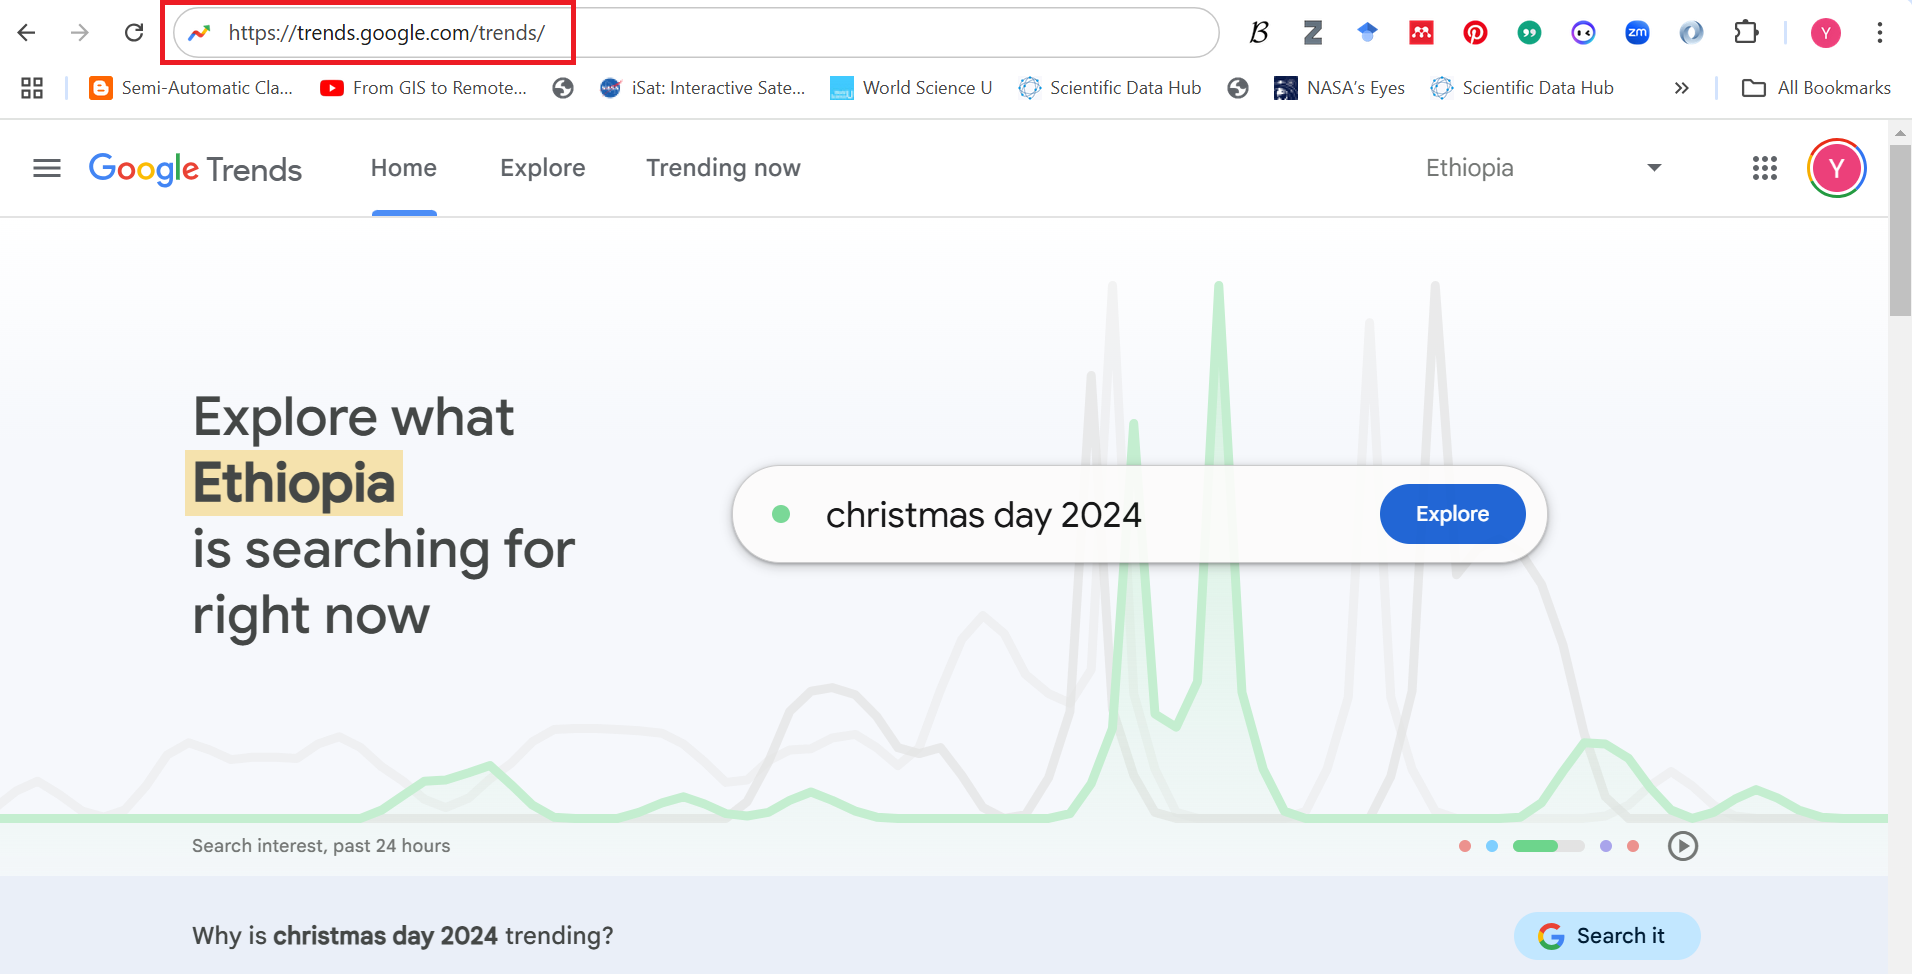 https://trends.google.com/trends/
B Z zm Y
Semi-Automatic Cla... From GIS to Remote... iSat: Interactive Sate... World Science U Scientific Data Hub NASA's Eyes Scientific Data Hub » All Bookmarks
Google Trends Home Explore Trending now Ethiopia Y
Explore what
Ethiopia
is searching for
right now
christmas day 2024 Explore
Search interest, past 24 hours
Why is christmas day 2024 trending? Search it